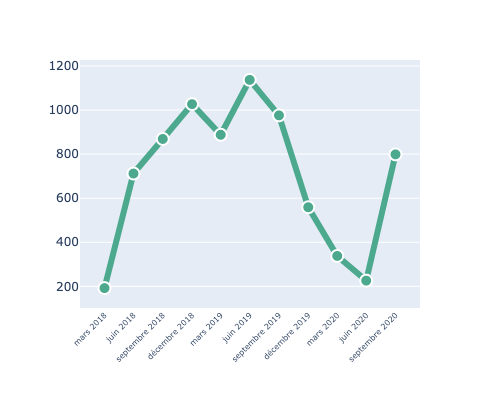 1200
1000
800
600
400
200
mars 2018
juin 2018
septembre 2018
décembre 2018
mars 2019
juin 2019
septembre 2019
décembre 2019
mars 2020
juin 2020
septembre 2020